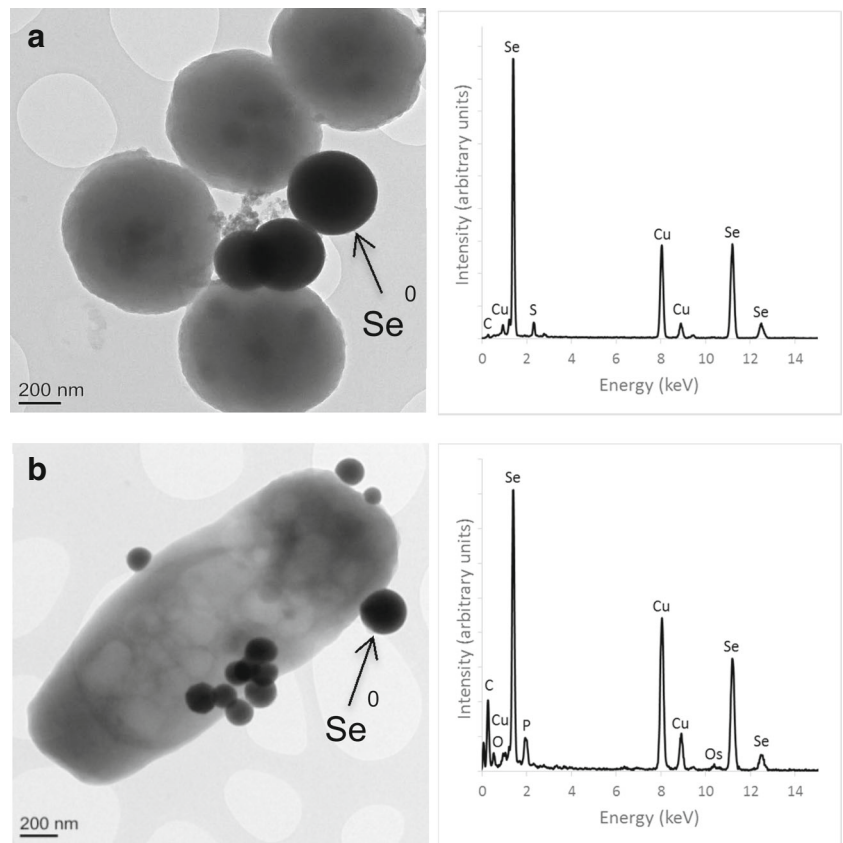 a
Se 0
200 nm
Intensity (arbitrary units)
Se
Cu
Se
C
Cu
S
Cu
Se
0 2 4 6 8 10 12 14
Energy (keV)
b
Se 0
200 nm
Intensity (arbitrary units)
Se
Cu
Se
C
Cu
O
P
Cu
Os
Se
0 2 4 6 8 10 12 14
Energy (keV)